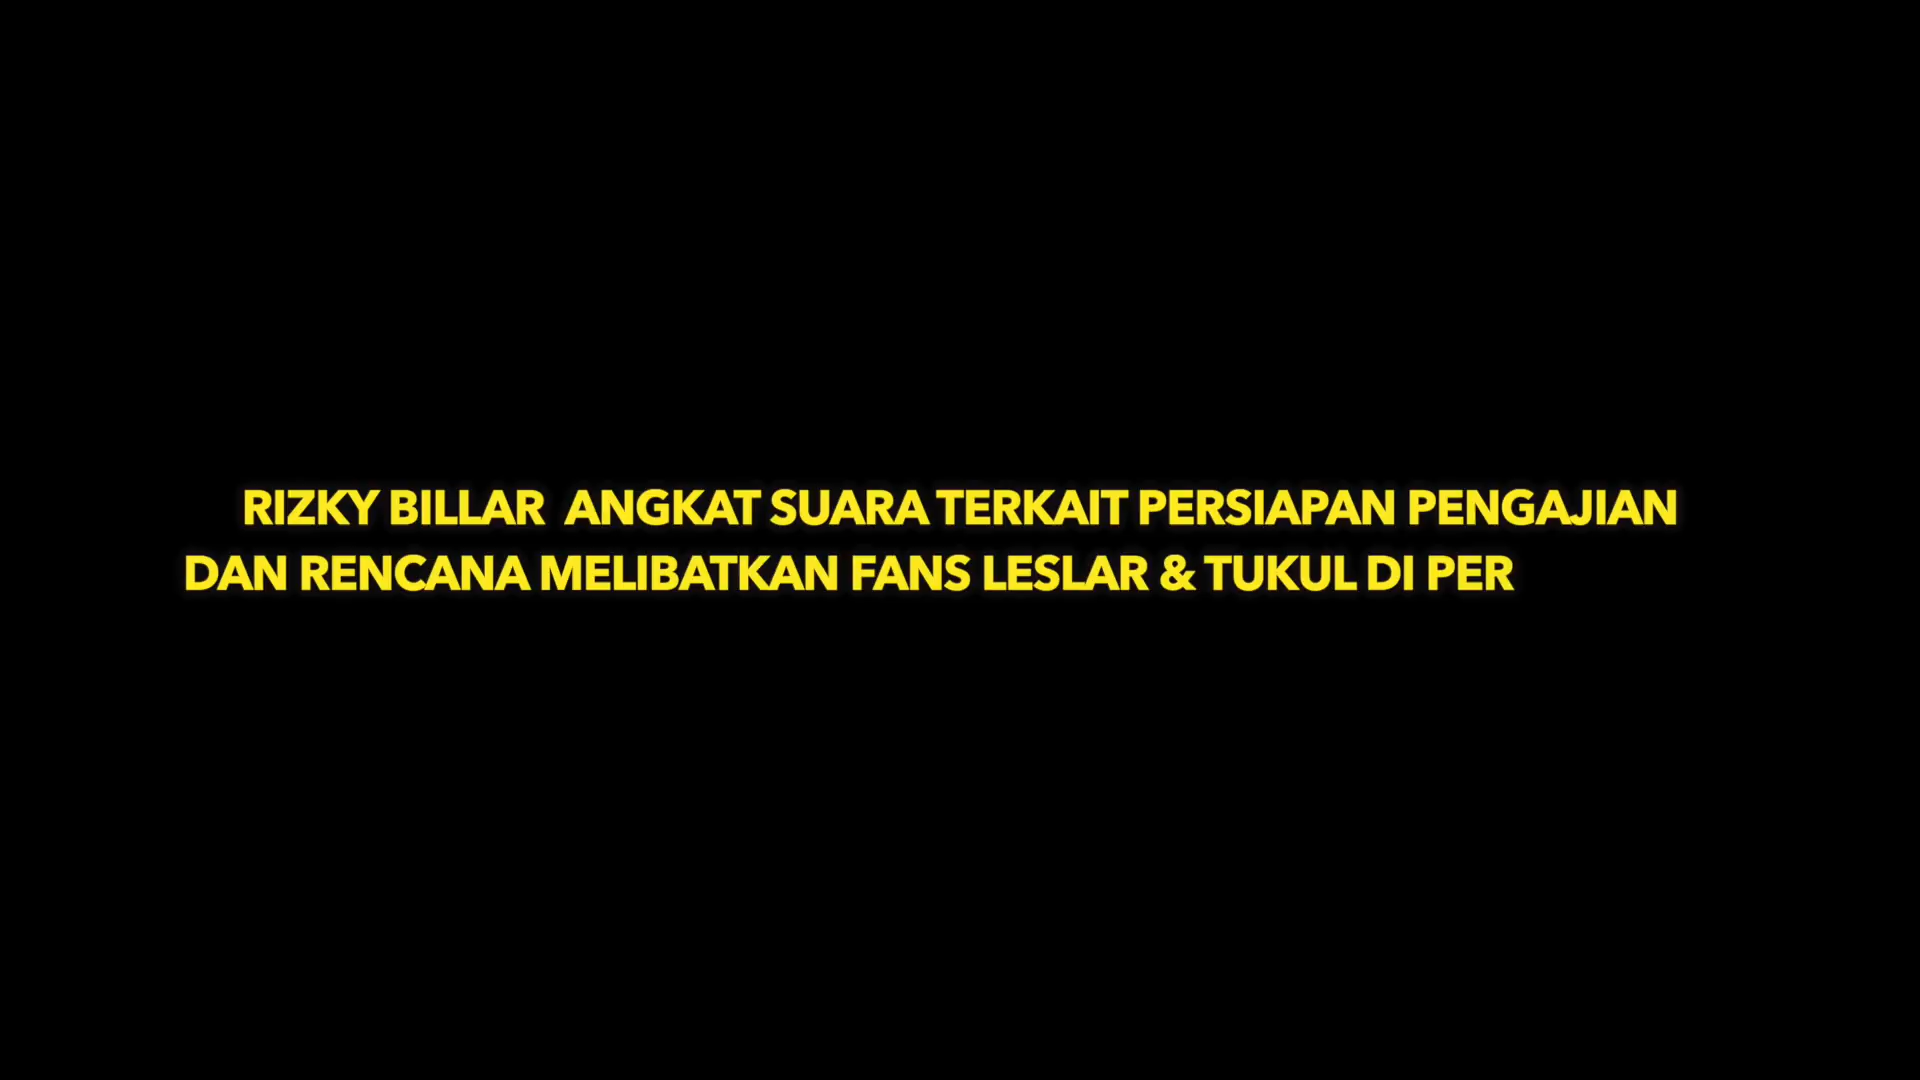 RIZKY BILLAR  ANGKAT SUARA TERKAIT PERSIAPAN PENGAJIAN
DAN RENCANA MELIBATKAN FANS LESLAR & TUKUL DI PER